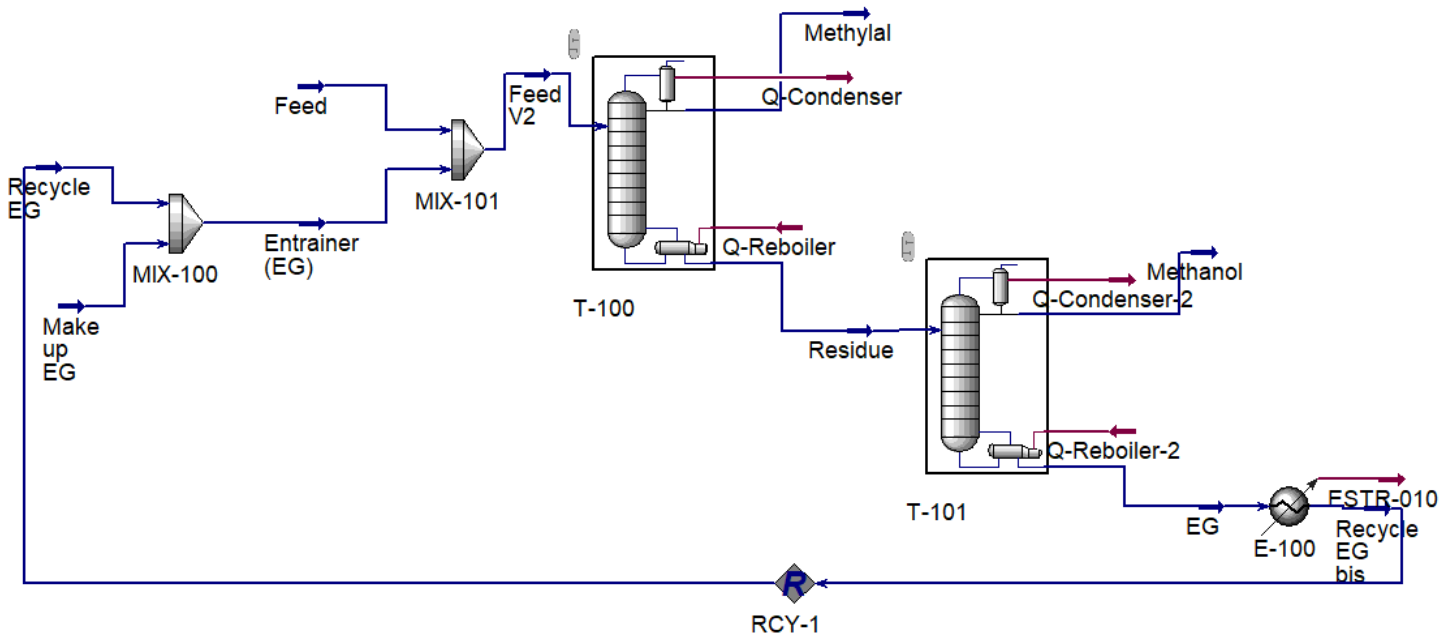 Methylal
Q-Condenser
Feed
Feed
V2
MIX-101
Recycle
EG
MIX-100
Entrainer
(EG)
Make
up
EG
Q-Reboiler
T-100
Residue
Methanol
Q-Condenser-2
Q-Reboiler-2
T-101
EG
E-100
FSTR-010
Recycle
EG
bis
R
RCY-1